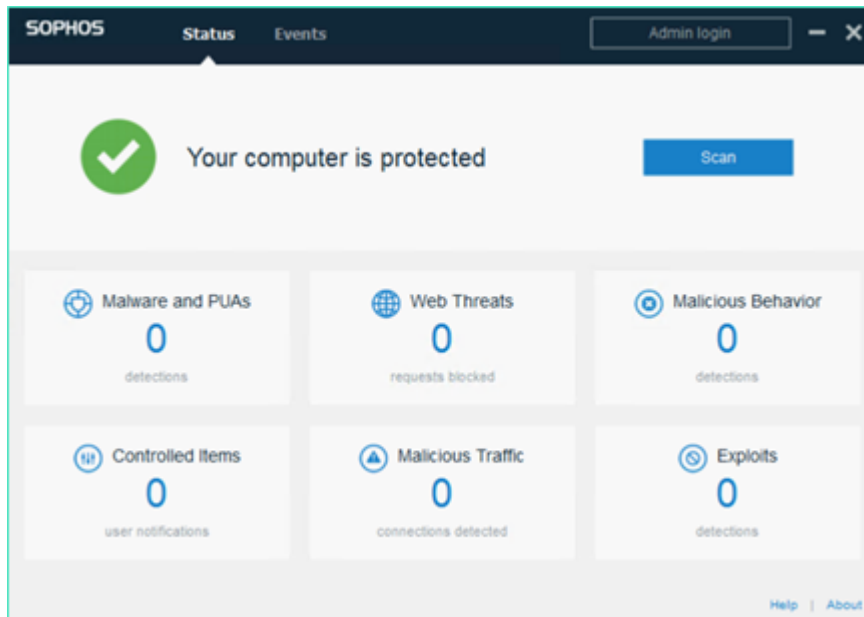 SOPHOS Status Events Admin login
Your computer is protected Scan
Malware and PUAs Web Threats Malicious Behavior
0 0 0
detections requests blocked detections
Controlled Items Malicious Traffic Exploits
0 0 0
user notifications connections detected detections
Help | About